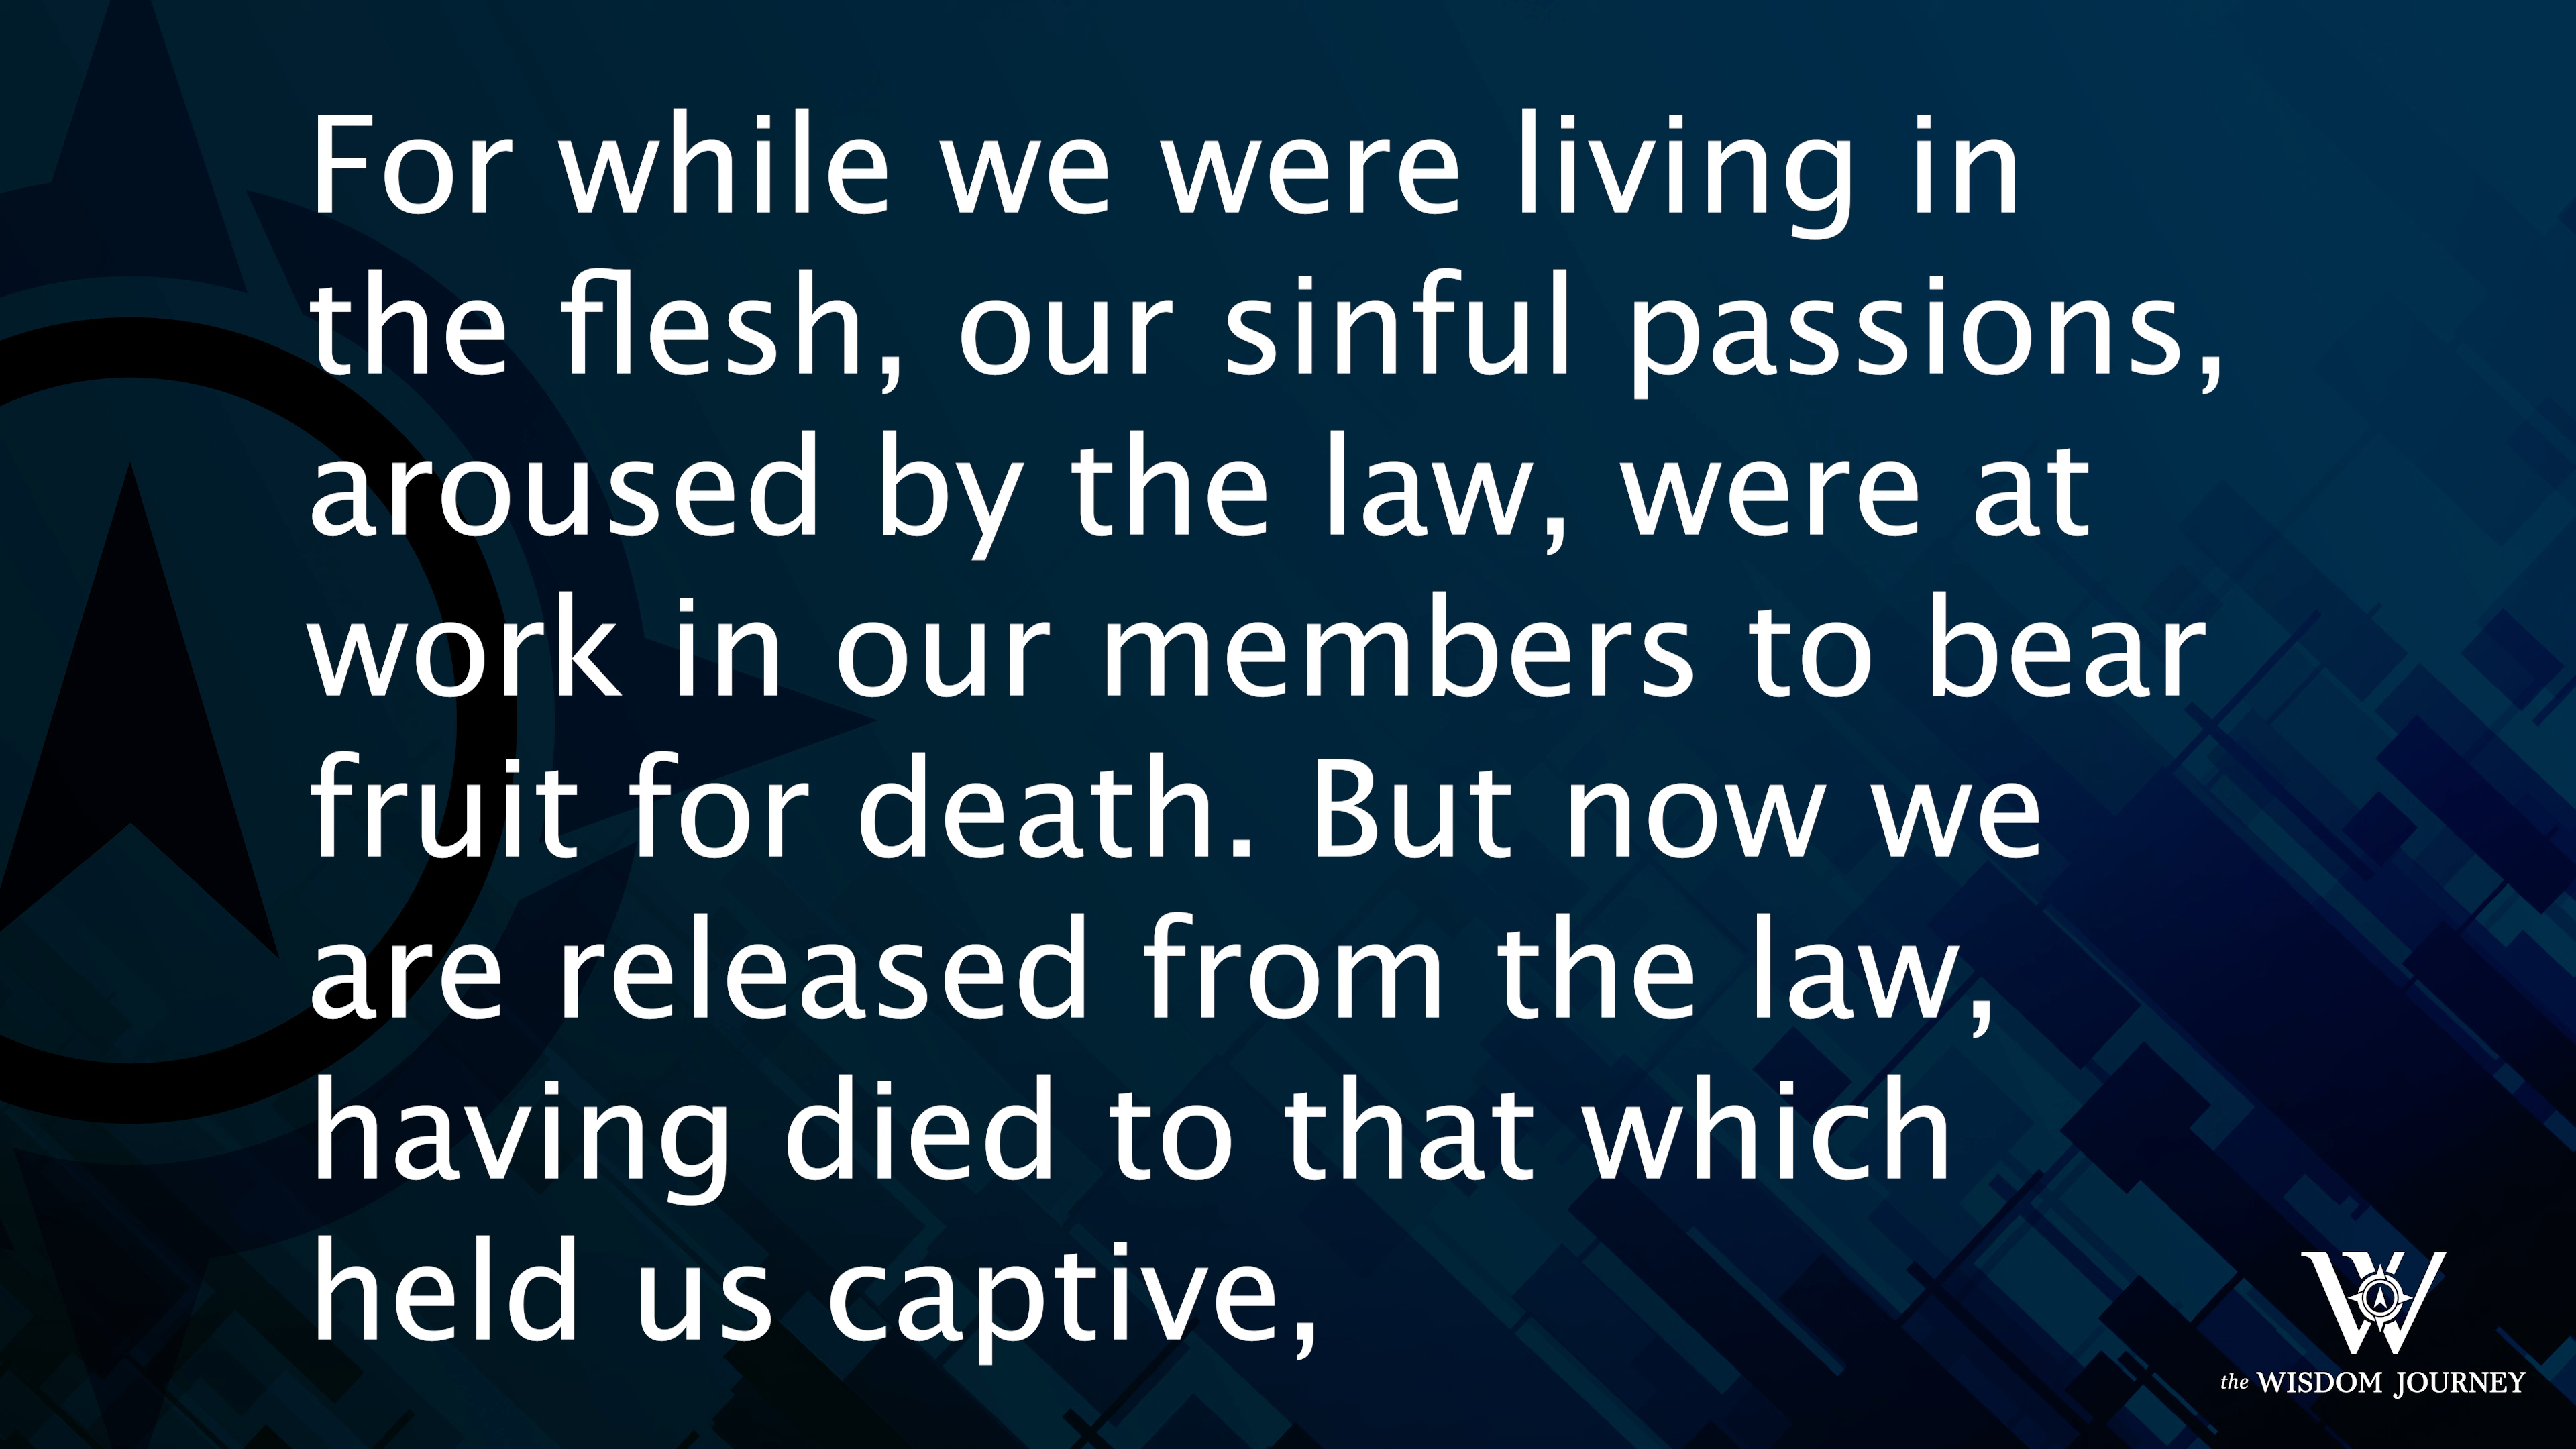 For while we were living in
the flesh, our sinful passions,
aroused by the law, were at
work in our members to bear
fruit for death. But now we
are released from the law,
having died to that which
held us captive,
W
the WISDOM JOURNEY